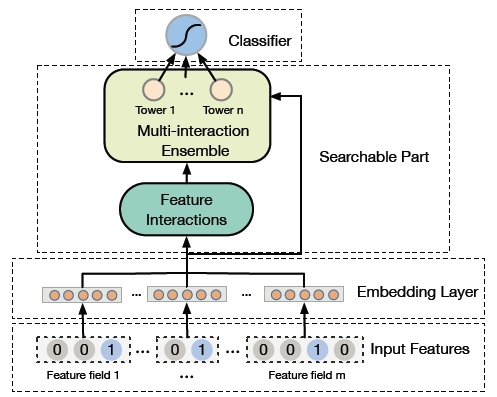 Classifier
Tower 1 ... Tower n
Multi-interaction
Ensemble
Searchable Part
Feature
Interactions
... ...
Embedding Layer
0 0 1 ... 0 1 ... 0 0 1 0
Input Features
Feature field 1 ... Feature field m